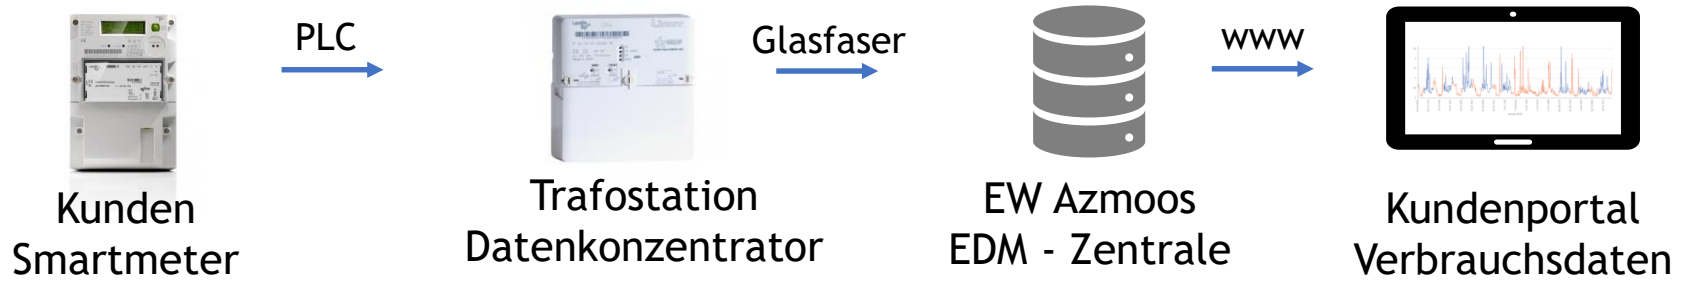 PLC
Glasfaser
www
Kunden
Smartmeter
Trafostation
Datenkonzentrator
EW Azmoos
EDM - Zentrale
Kundenportal
Verbrauchsdaten